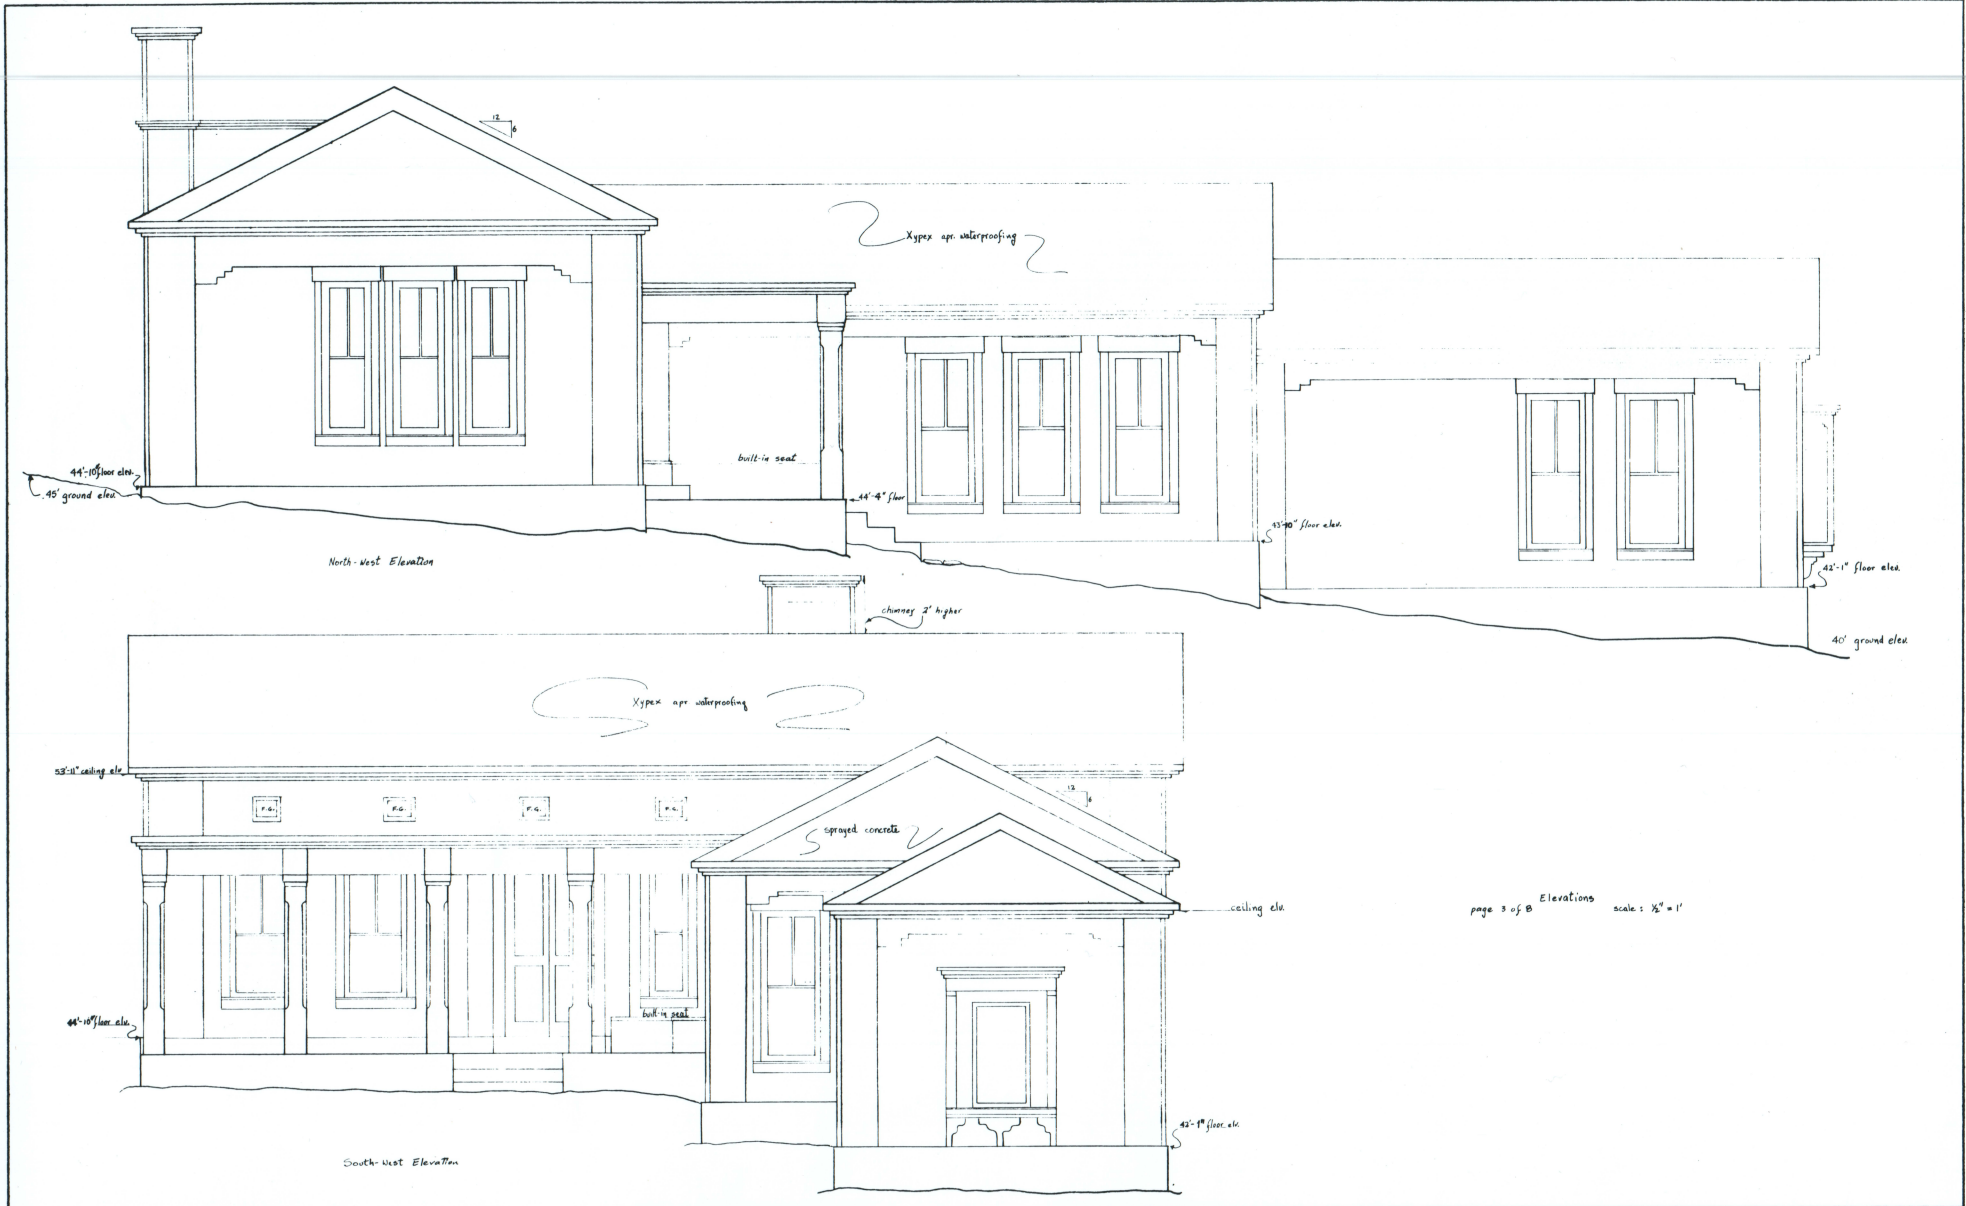 12
6
Xypex apr. waterproofing
44'-10" floor elev.
45' ground elev.
built-in seat
44'-4" floor
43'-10" floor elev.
42'-1" floor elev.
40' ground elev.
North-West Elevation
chimney 2' higher
Xypex apr waterproofing
53'-11" ceiling elv.
12
6
F.G.
F.G.
F.G.
F.G.
sprayed concrete
ceiling elv.
Elevations
page 3 of 8 scale: ½" = 1'
built-in seat
44'-10" floor elv.
42'-1" floor elv.
South-West Elevation